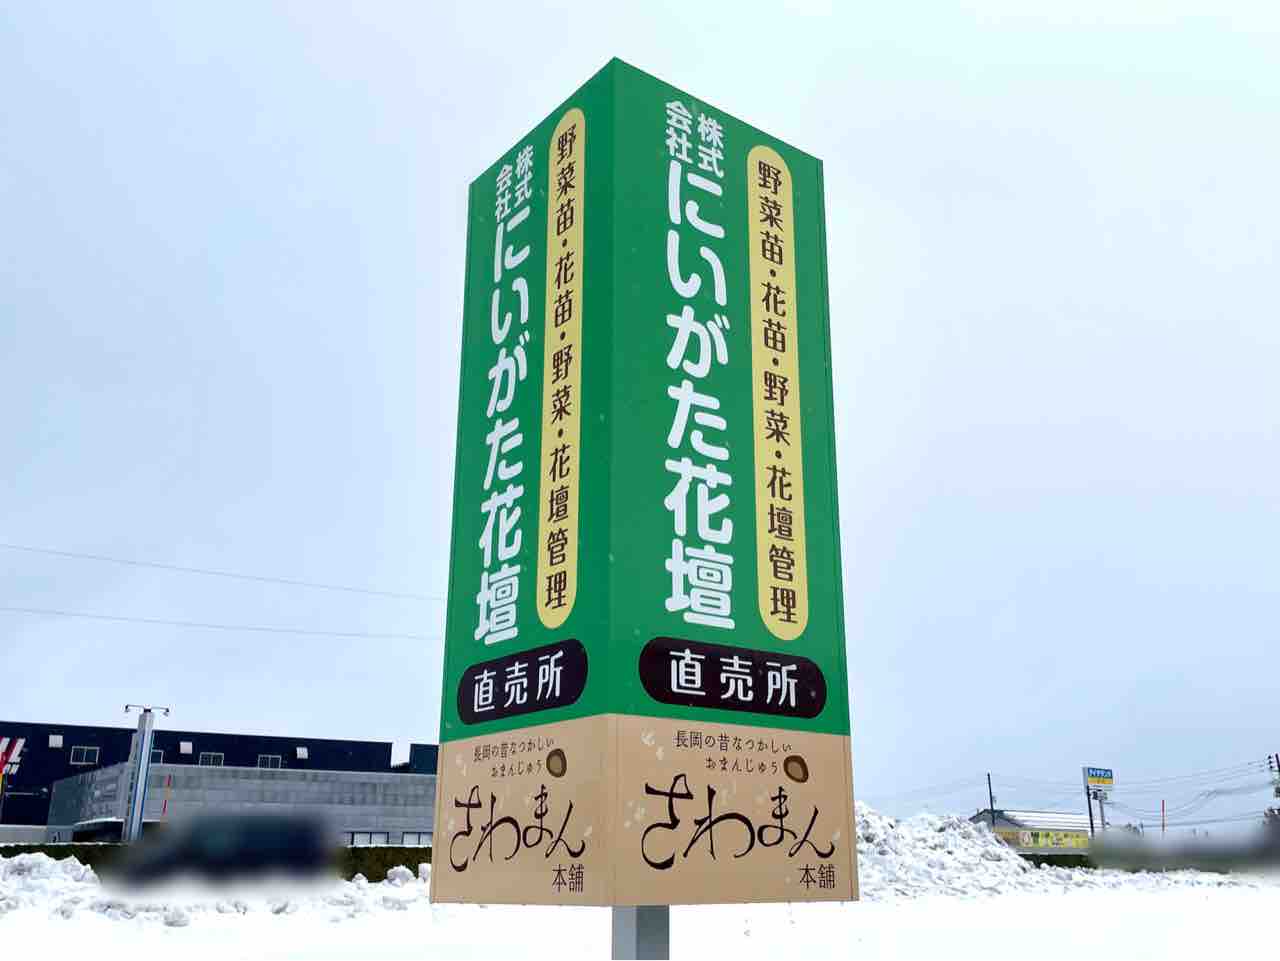 野菜苗・花苗・野菜・花壇管理
株式会社にいがた花壇
直売所
長岡の昔なつかしい
おまんじゅう
さわまん
本舗
野菜苗・花苗・野菜・花壇管理
株式会社にいがた花壇
直売所
長岡の昔なつかしい
おまんじゅう
さわまん
本舗